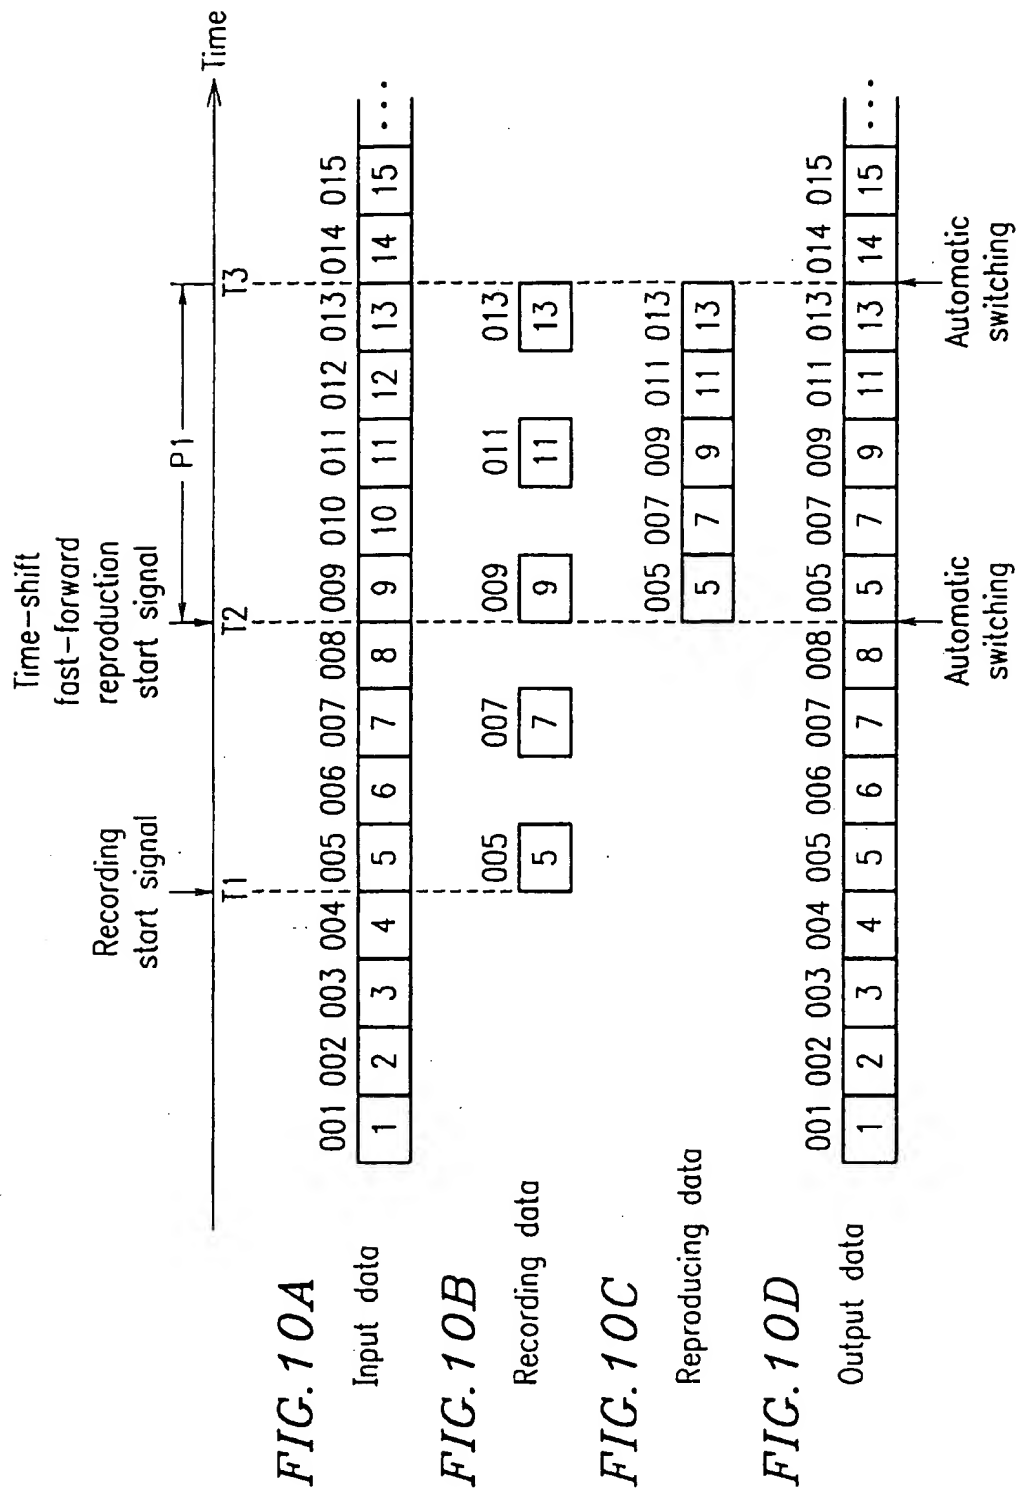 Time-shift
fast-forward
reproduction
start signal
Recording
start signal
P1
Time
T1
T2
T3
FIG. 10A
Input data
001 002 003 004 005 006 007 008 009 010 011 012 013 014 015
1 2 3 4 5 6 7 8 9 10 11 12 13 14 15 ...
FIG. 10B
Recording data
005 007 009 011 013
5 7 9 11 13
FIG. 10C
Reproducing data
005 007 009 011 013
5 7 9 11 13
FIG. 10D
Output data
001 002 003 004 005 006 007 008 005 007 009 011 013 014 015
1 2 3 4 5 6 7 8 5 7 9 11 13 14 15 ...
Automatic
switching
Automatic
switching